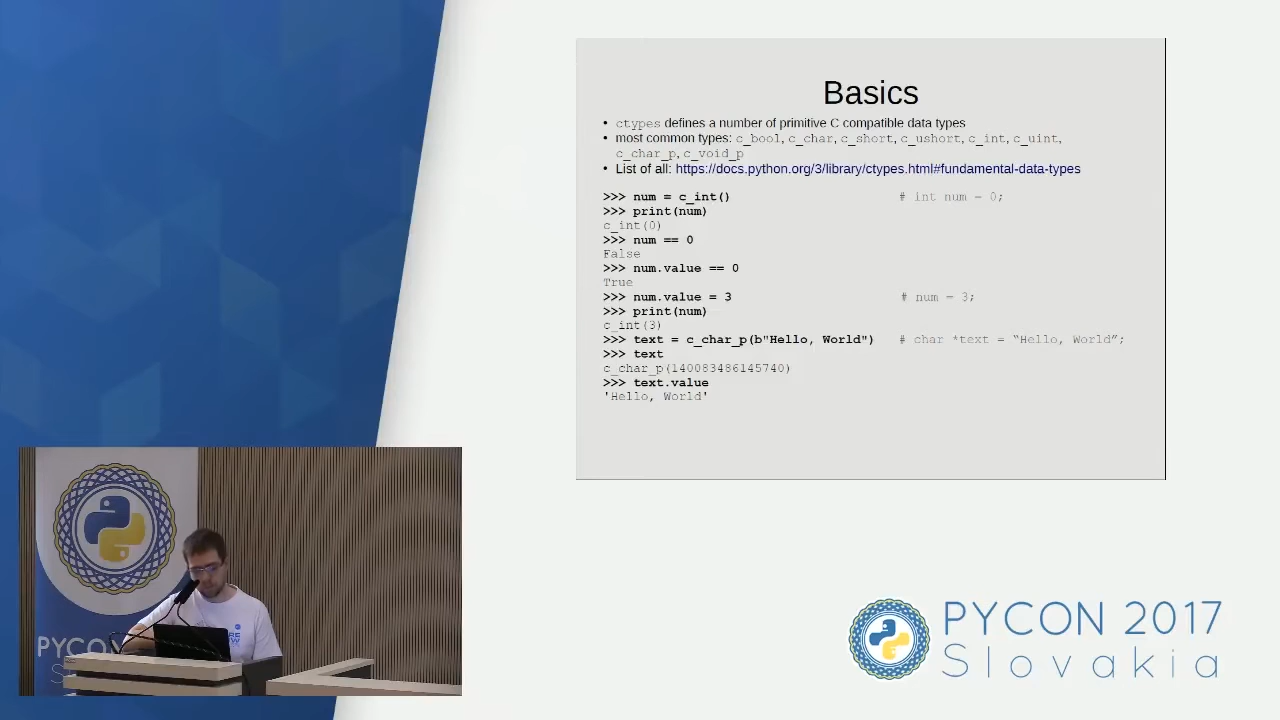 Basics
• ctypes defines a number of primitive C compatible data types
• most common types: c_bool, c_char, c_short, c_ushort, c_int, c_uint,
c_char_p, c_void_p
• List of all: https://docs.python.org/3/library/ctypes.html#fundamental-data-types
>>> num = c_int() # int num = 0;
>>> print(num)
c_int(0)
>>> num == 0
False
>>> num.value == 0
True
>>> num.value = 3 # num = 3;
>>> print(num)
c_int(3)
>>> text = c_char_p(b"Hello, World") # char *text = “Hello, World”;
>>> text
c_char_p(140083486145740)
>>> text.value
'Hello, World'
PYCON
PYCON 2017
Slovakia